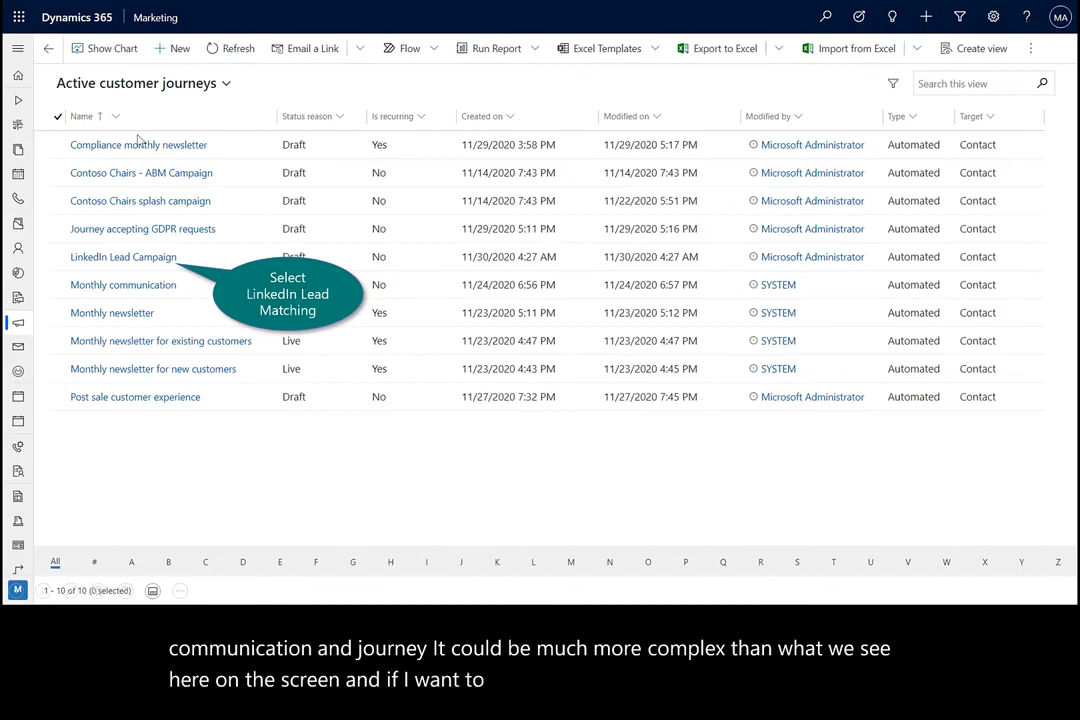 Dynamics 365 Marketing MA
Show Chart New Refresh Email a Link Flow Run Report Excel Templates Export to Excel Import from Excel Create view
Active customer journeys Search this view
Name ↑ Status reason Is recurring Created on Modified on Modified by Type Target
Compliance monthly newsletter Draft Yes 11/29/2020 3:58 PM 11/29/2020 5:17 PM Microsoft Administrator Automated Contact
Contoso Chairs - ABM Campaign Draft No 11/14/2020 7:43 PM 11/14/2020 7:43 PM Microsoft Administrator Automated Contact
Contoso Chairs splash campaign Draft No 11/14/2020 7:43 PM 11/22/2020 5:51 PM Microsoft Administrator Automated Contact
Journey accepting GDPR requests Draft No 11/29/2020 5:11 PM 11/29/2020 5:16 PM Microsoft Administrator Automated Contact
LinkedIn Lead Campaign Draft No 11/30/2020 4:27 AM 11/30/2020 4:27 AM Microsoft Administrator Automated Contact
Select
LinkedIn Lead
Matching
Monthly communication No 11/24/2020 6:56 PM 11/24/2020 6:57 PM SYSTEM Automated Contact
Monthly newsletter Yes 11/23/2020 5:11 PM 11/23/2020 5:12 PM SYSTEM Automated Contact
Monthly newsletter for existing customers Live Yes 11/23/2020 4:47 PM 11/23/2020 4:47 PM SYSTEM Automated Contact
Monthly newsletter for new customers Live Yes 11/23/2020 4:43 PM 11/23/2020 4:45 PM SYSTEM Automated Contact
Post sale customer experience Draft No 11/27/2020 7:32 PM 11/27/2020 7:45 PM Microsoft Administrator Automated Contact
All # A B C D E F G H I J K L M N O P Q R S T U V W X Y Z
M 1 - 10 of 10 (0 selected)
communication and journey It could be much more complex than what we see
here on the screen and if I want to